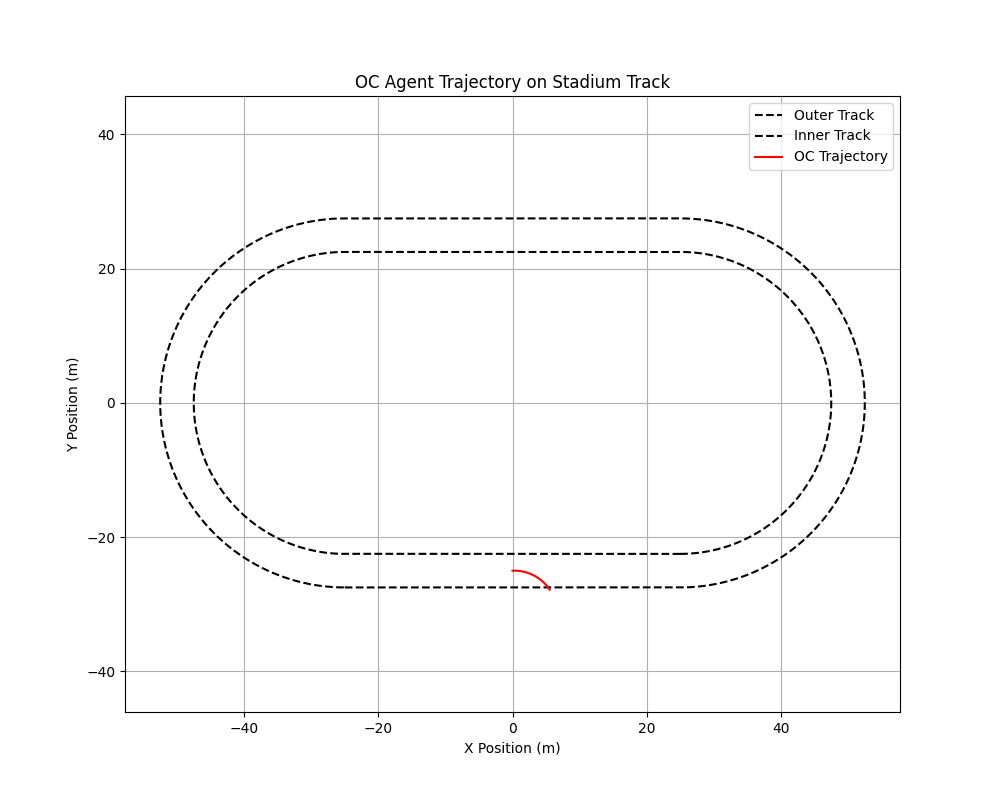 OC Agent Trajectory on Stadium Track
Outer Track
Inner Track
OC Trajectory
40
20
0
−20
−40
Y Position (m)
−40
−20
0
20
40
X Position (m)